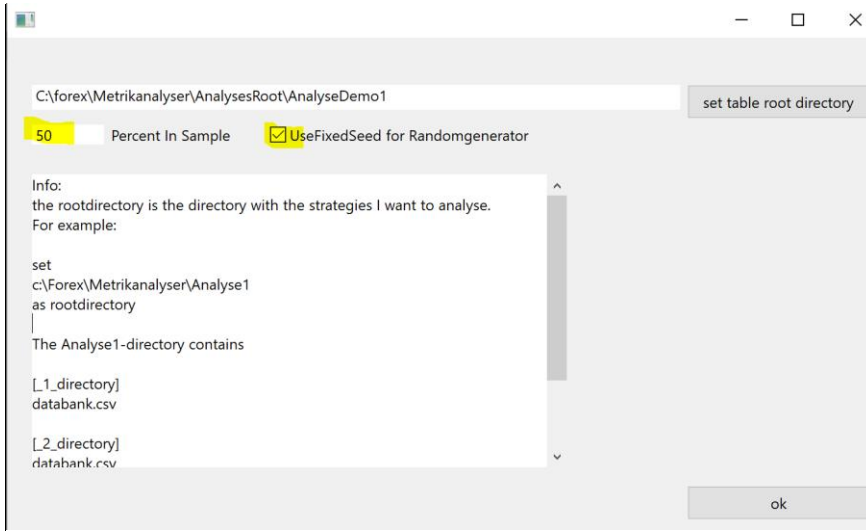 C:\forex\Metrikanalyser\AnalysesRoot\AnalyseDemo1
set table root directory
50 Percent In Sample UseFixedSeed for Randomgenerator
Info:
the rootdirectory is the directory with the strategies I want to analyse.
For example:
set
c:\Forex\Metrikanalyser\Analyse1
as rootdirectory
The Analyse1-directory contains
[_1_directory]
databank.csv
[_2_directory]
databank.csv
ok